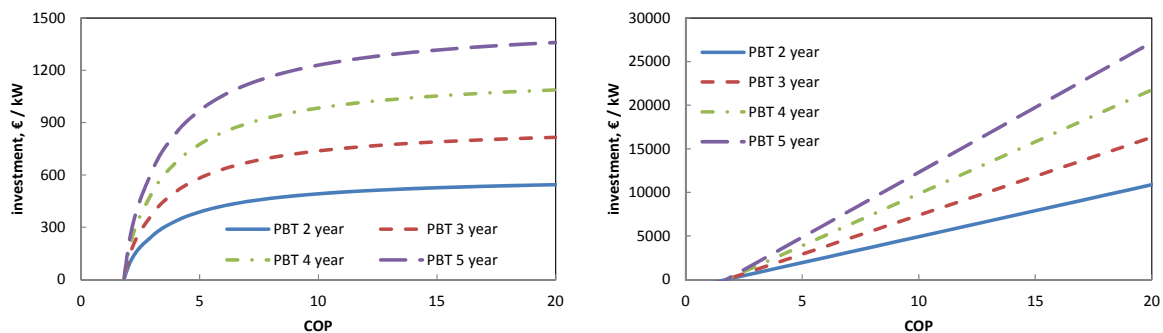 investment, € / kW
1500
1200
900
600
300
0
0 5 10 15 20
COP
PBT 2 year PBT 3 year
PBT 4 year PBT 5 year
investment, € / kW
30000
25000
20000
15000
10000
5000
0
0 5 10 15 20
COP
PBT 2 year
PBT 3 year
PBT 4 year
PBT 5 year